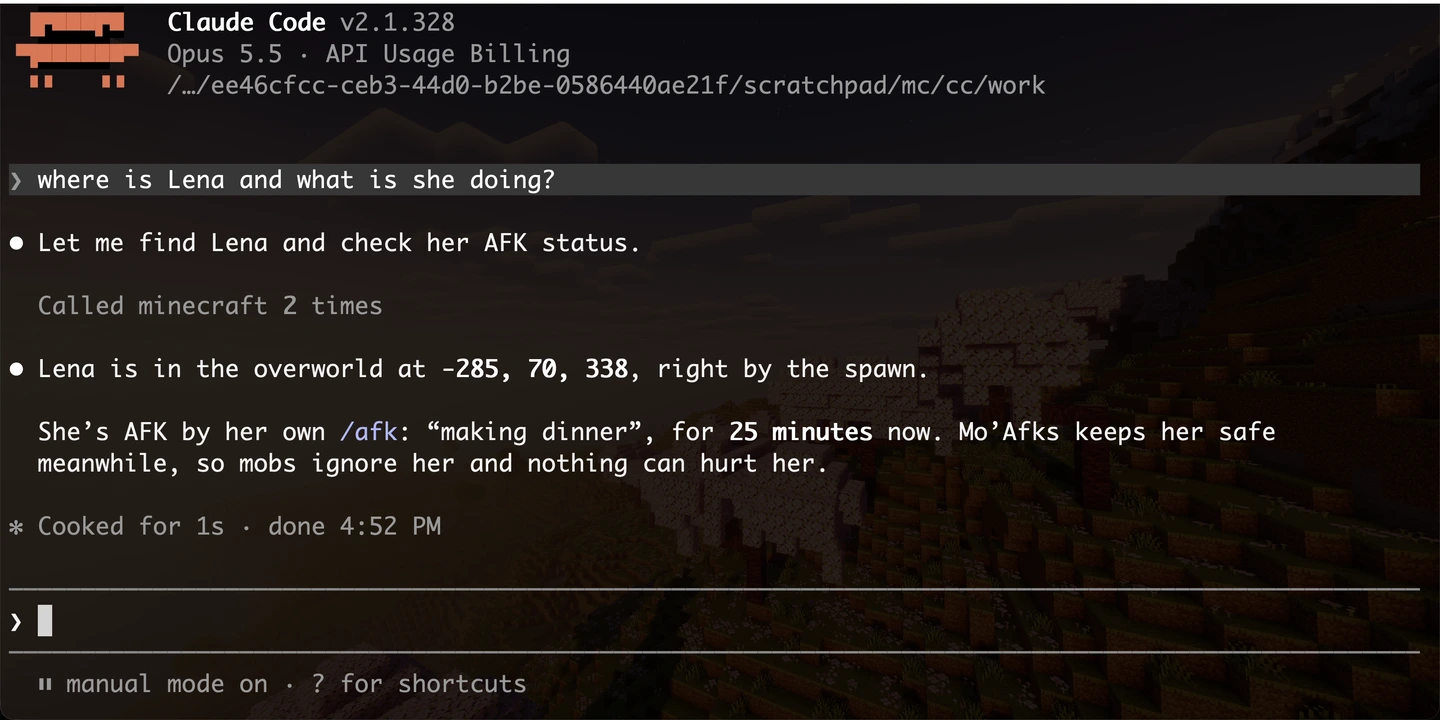 Claude Code v2.1.328
Opus 5.5 · API Usage Billing
/…/ee46cfcc-ceb3-44d0-b2be-0586440ae21f/scratchpad/mc/cc/work
❯ where is Lena and what is she doing?
● Let me find Lena and check her AFK status.
Called minecraft 2 times
● Lena is in the overworld at -285, 70, 338, right by the spawn.
She’s AFK by her own /afk: “making dinner”, for 25 minutes now. Mo’Afks keeps her safe
meanwhile, so mobs ignore her and nothing can hurt her.
✻ Cooked for 1s · done 4:52 PM
❯
⏸ manual mode on · ? for shortcuts